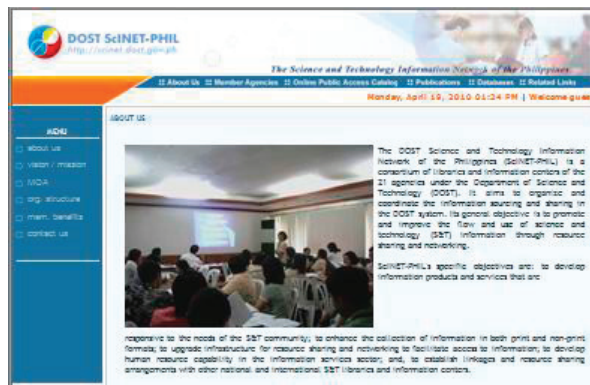 DOST ScINET-PHIL
http://scinet.dost.gov.ph
The Science and Technology Information Network of the Philippines
About Us Member Agencies Online Public Access Catalog Publications Databases Related Links
Monday, April 19, 2010 01:24 PM | Welcome gues
MENU
about us
vision / mission
MOA
org. structure
mem. benefits
contact us
ABOUT US
The DOST Science and Technology Information
Network of the Philippines (SciNET-PHIL) is a
consortium of libraries and information centers of the
21 agencies under the Department of Science and
Technology (DOST). It aims to organize and
coordinate the information sourcing and sharing in
the DOST system. Its general objective is to promote
and improve the flow and use of science and
technology (S&T) information through resource
sharing and networking.
SciNET-PHIL's specific objectives are: to develop
information products and services that are
responsive to the needs of the S&T community; to enhance the collection of information in both print and non-print
formats; to upgrade infrastructure for resource sharing and networking to facilitate access to information; to develop
human resource capability in the information services sector; and, to establish linkages and resource sharing
arrangements with other national and international S&T libraries and information centers.